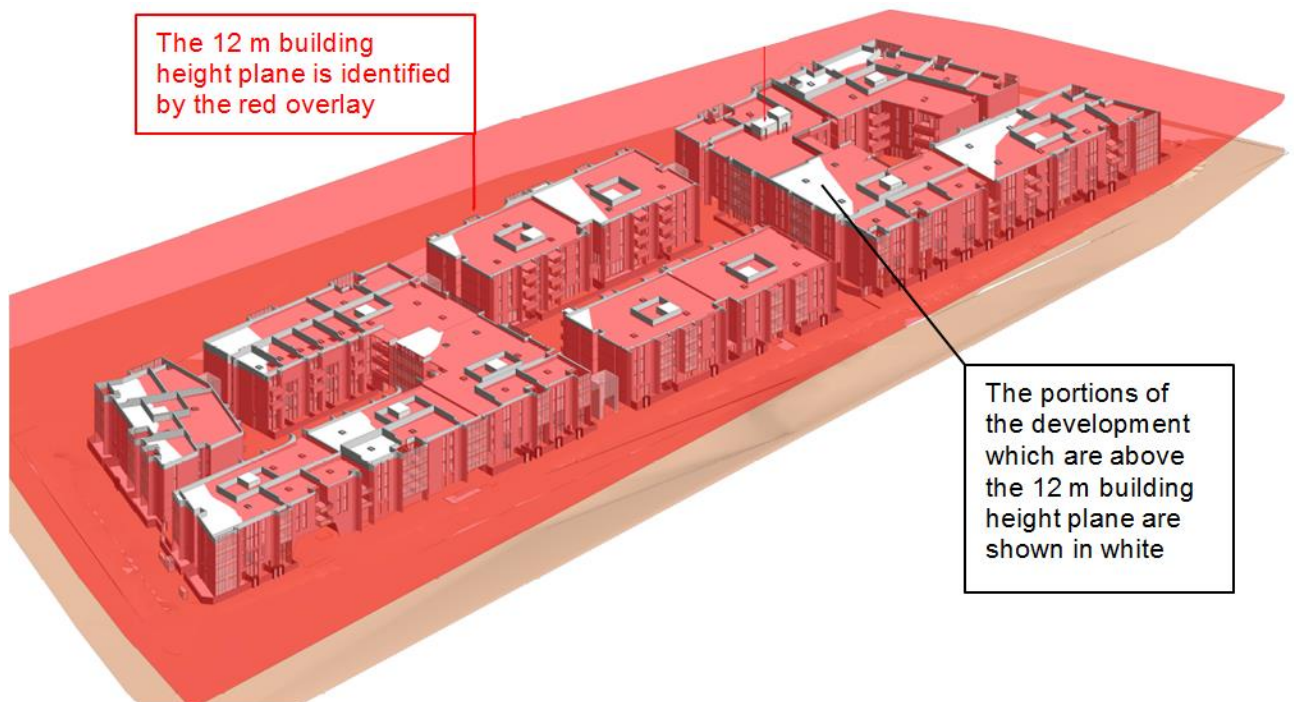 The 12 m building
height plane is identified
by the red overlay
The portions of
the development
which are above
the 12 m building
height plane are
shown in white